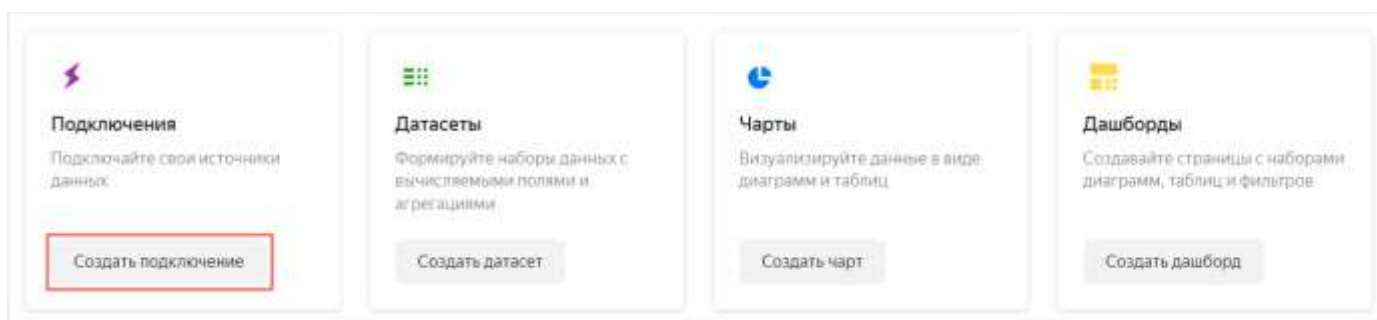 Подключения
Подключайте свои источники
данных
Создать подключение
Датасеты
Формируйте наборы данных с
вычисляемыми полями и
агрегациями
Создать датасет
Чарты
Визуализируйте данные в виде
диаграмм и таблиц
Создать чарт
Дашборды
Создавайте страницы с наборами
диаграмм, таблиц и фильтров
Создать дашборд